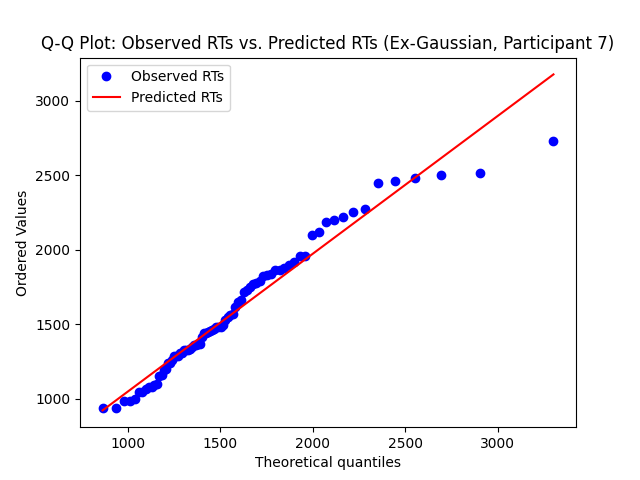 Q-Q Plot: Observed RTs vs. Predicted RTs (Ex-Gaussian, Participant 7)
Observed RTs
Predicted RTs
3000
2500
2000
1500
1000
Ordered Values
1000
1500
2000
2500
3000
Theoretical quantiles